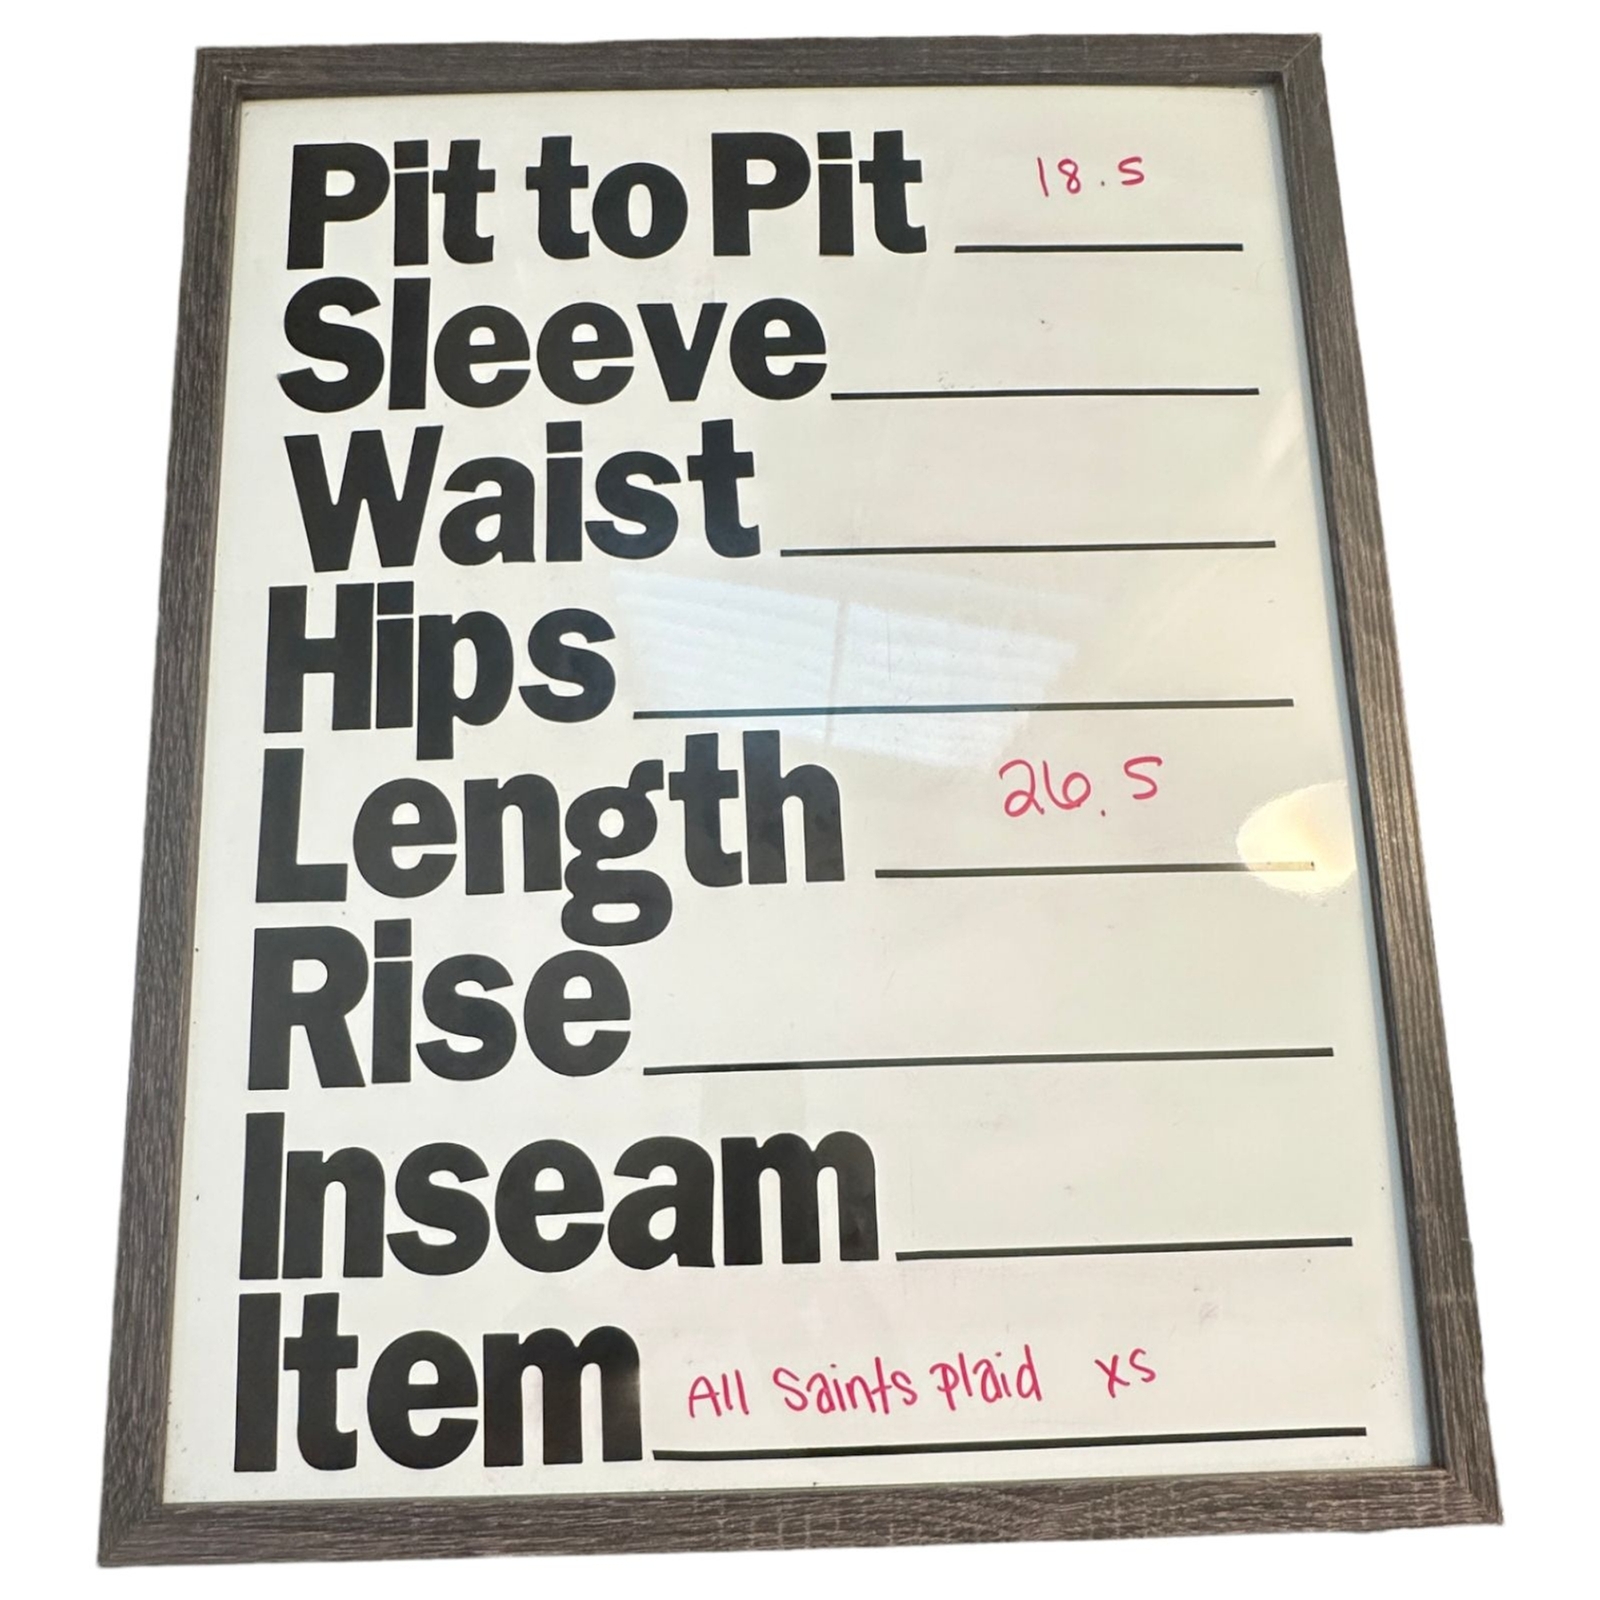 Pit to Pit 18.5
Sleeve
Waist
Hips
Length 26.5
Rise
Inseam
Item All Saints Plaid XS